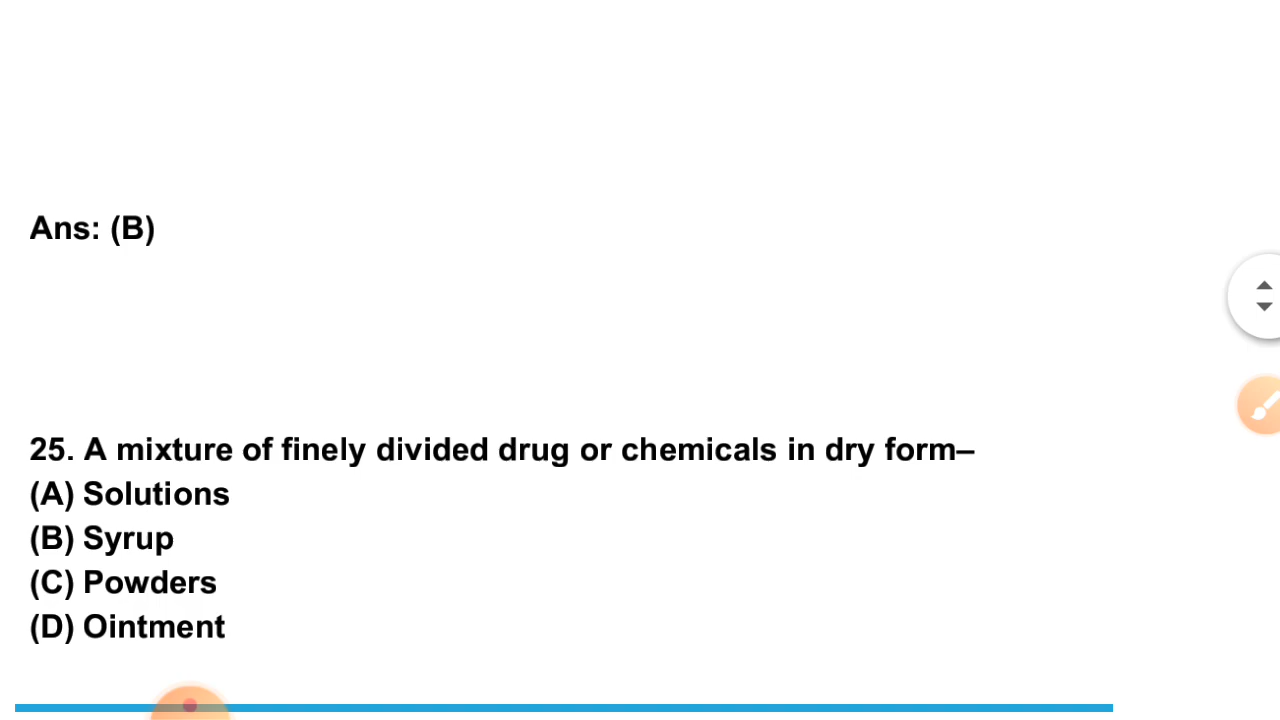 Ans: (B)
25. A mixture of finely divided drug or chemicals in dry form–
(A) Solutions
(B) Syrup
(C) Powders
(D) Ointment